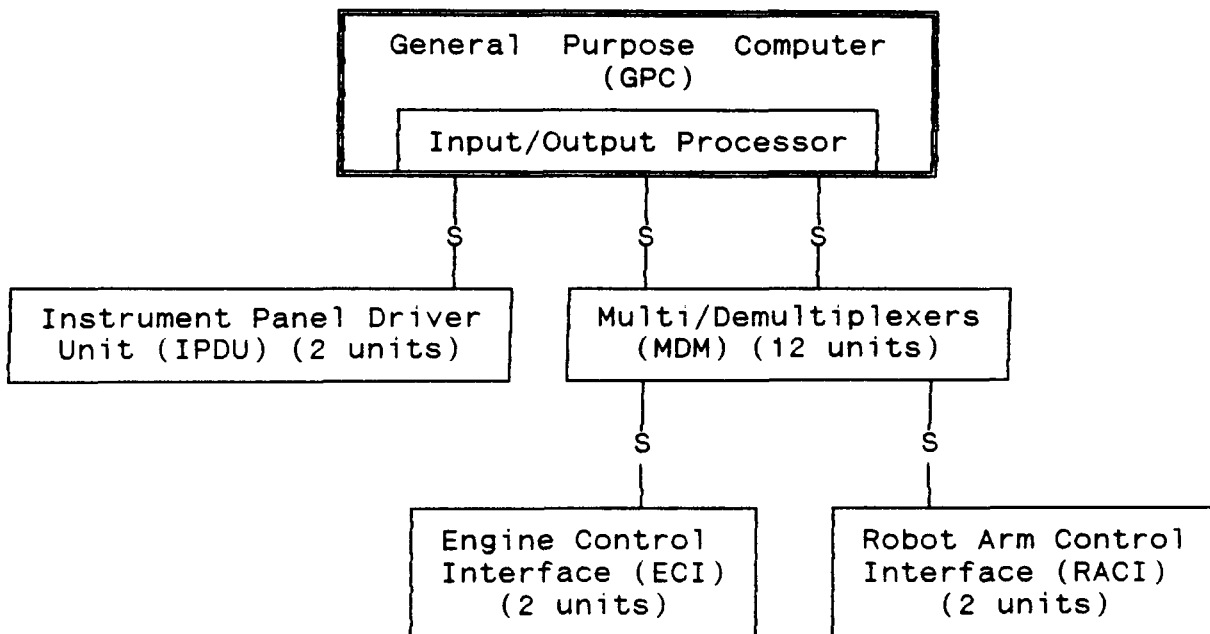 General Purpose Computer
(GPC)
Input/Output Processor
S
S
S
Instrument Panel Driver
Unit (IPDU) (2 units)
Multi/Demultiplexers
(MDM) (12 units)
S
S
Engine Control
Interface (ECI)
(2 units)
Robot Arm Control
Interface (RACI)
(2 units)